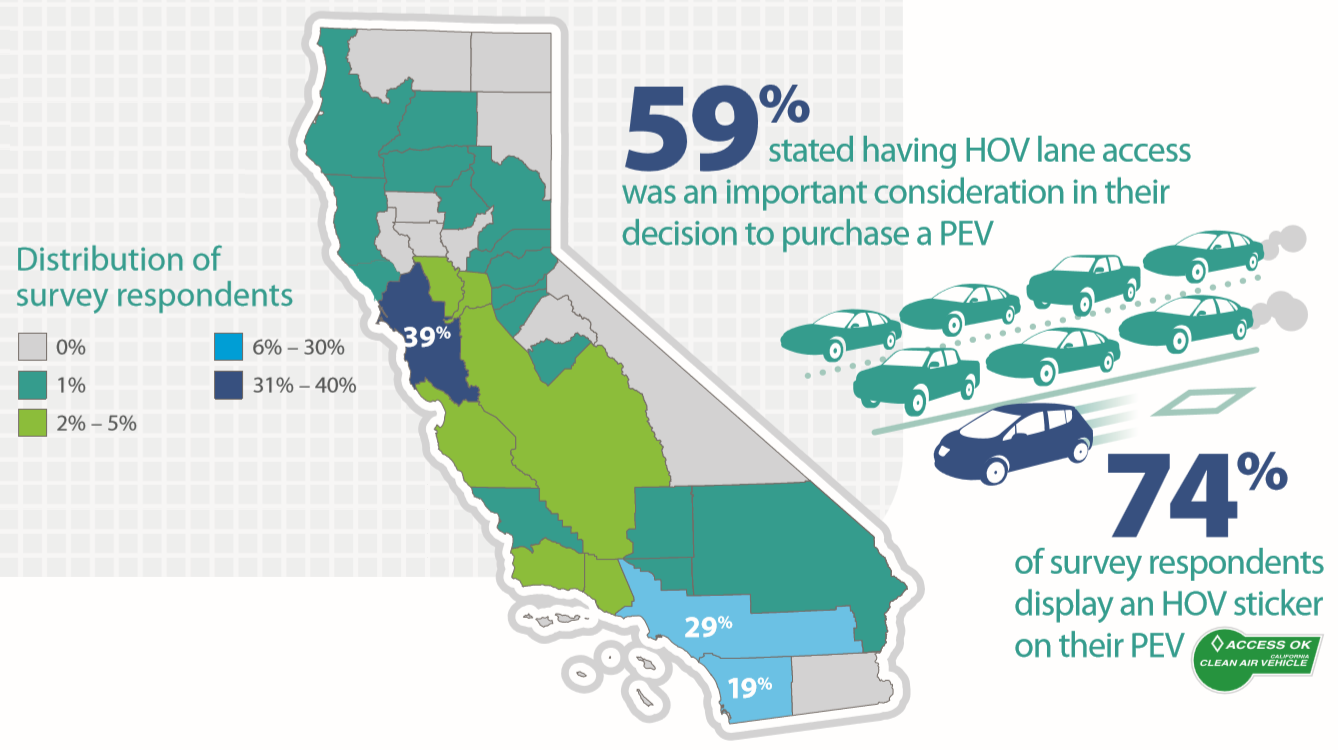 59%
stated having HOV lane access
was an important consideration in their
decision to purchase a PEV
Distribution of
survey respondents
0%
1%
2% – 5%
6% – 30%
31% – 40%
39%
29%
19%
74%
of survey respondents
display an HOV sticker
on their PEV
ACCESS OK
CALIFORNIA
CLEAN AIR VEHICLE